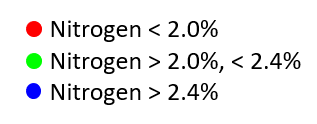 Nitrogen < 2.0%
Nitrogen > 2.0%, < 2.4%
Nitrogen > 2.4%